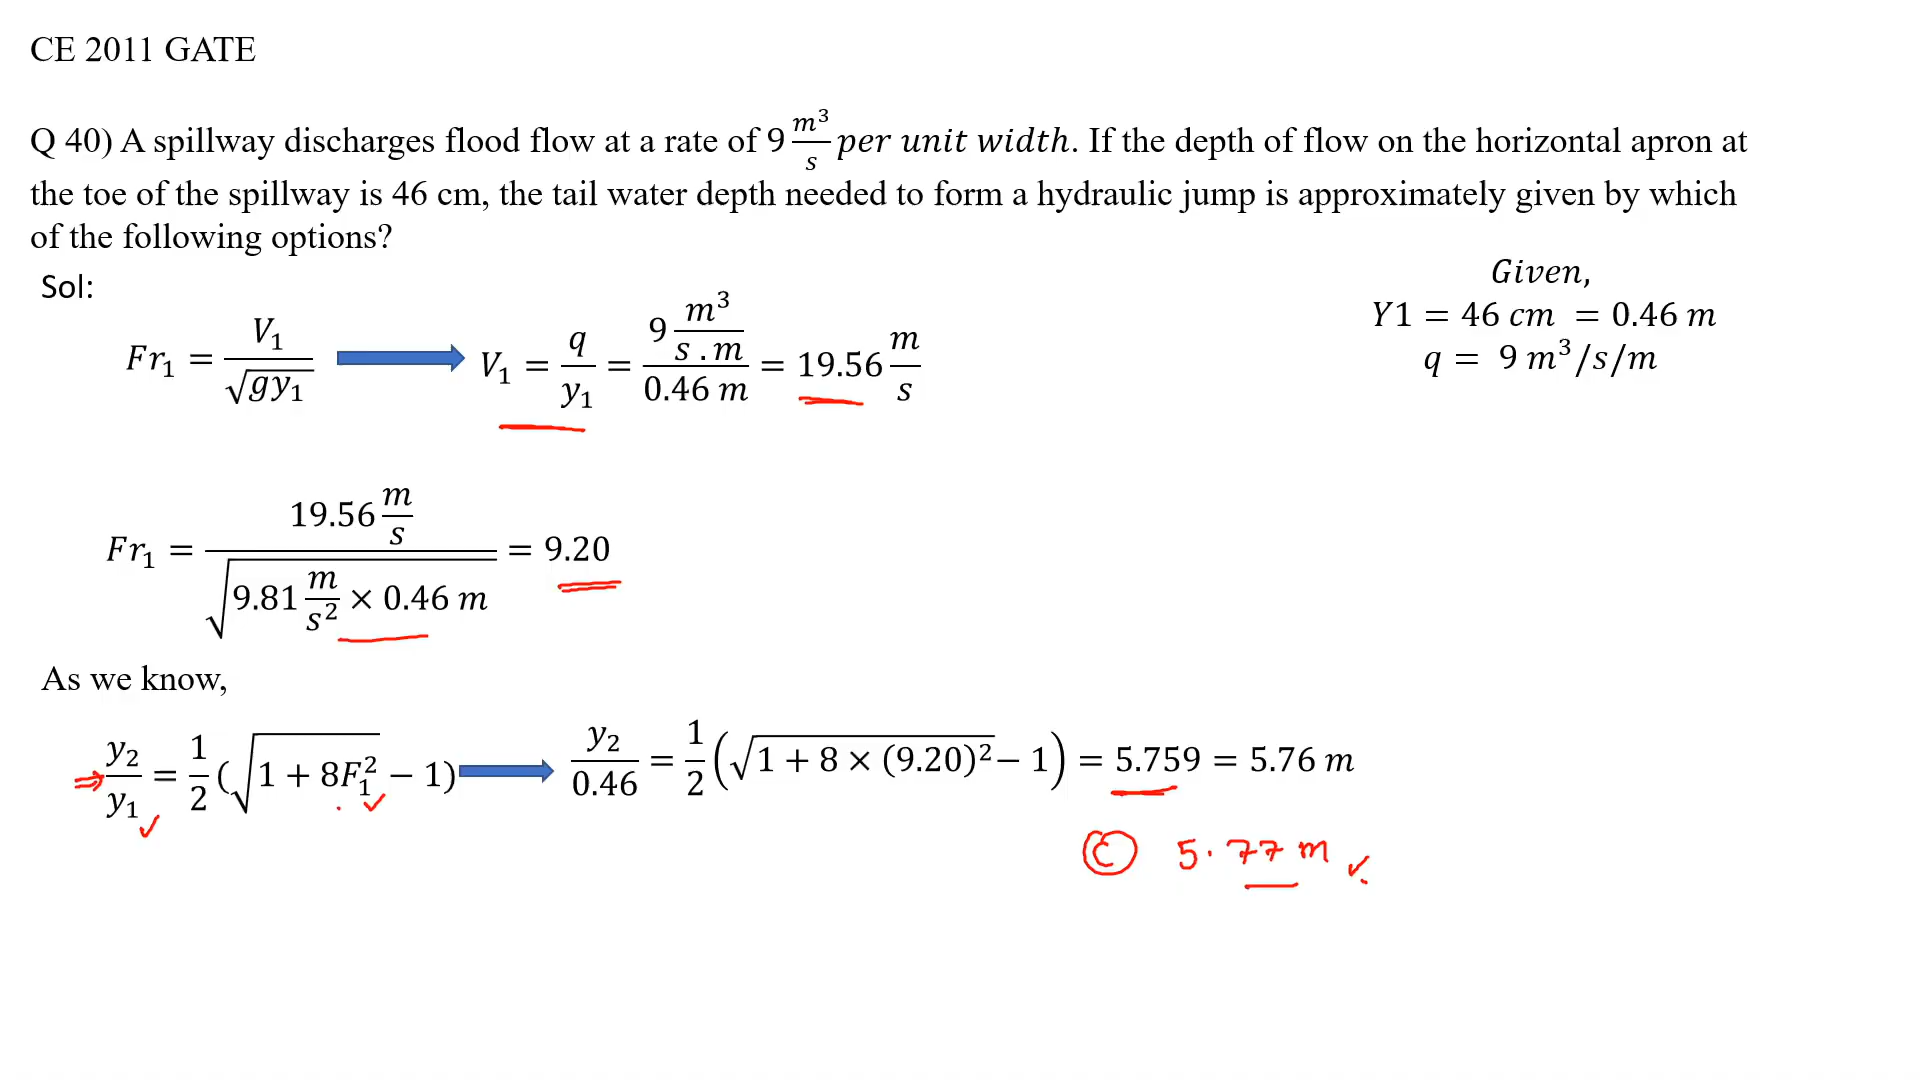 CE 2011 GATE
Q 40) A spillway discharges flood flow at a rate of 9 m³/s per unit width. If the depth of flow on the horizontal apron at
the toe of the spillway is 46 cm, the tail water depth needed to form a hydraulic jump is approximately given by which
of the following options?
Given,
Y1 = 46 cm = 0.46 m
q = 9 m³/s/m
Sol:
Fr₁ = V₁/√(gy₁) V₁ = q/y₁ = (9 m³/(s . m))/(0.46 m) = 19.56 m/s
Fr₁ = (19.56 m/s)/√(9.81 m/s² × 0.46 m) = 9.20
As we know,
⇒ y₂/y₁ = 1/2 (√(1 + 8F₁²) − 1) y₂/0.46 = 1/2 (√(1 + 8 × (9.20)²) − 1) = 5.759 = 5.76 m
C 5.77 m ✓